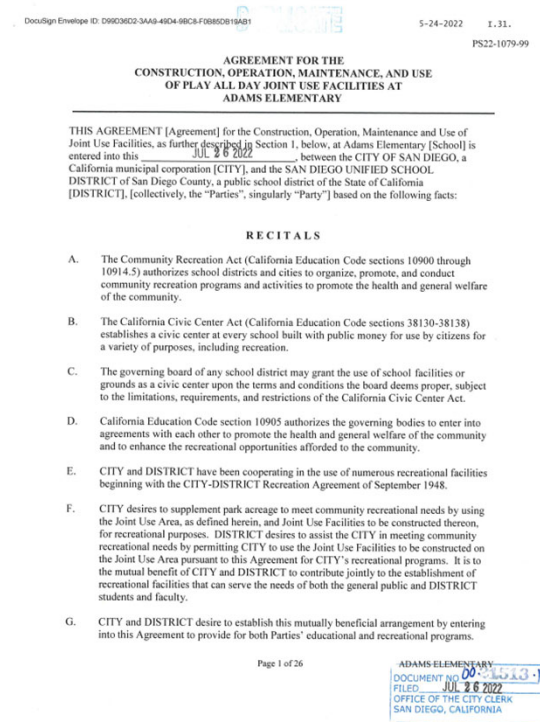 DocuSign Envelope ID: D99D36D2-3AA9-49D4-9BC8-F0B85DB19AB1
5-24-2022 I.31.
PS22-1079-99
AGREEMENT FOR THE
CONSTRUCTION, OPERATION, MAINTENANCE, AND USE
OF PLAY ALL DAY JOINT USE FACILITIES AT
ADAMS ELEMENTARY
THIS AGREEMENT [Agreement] for the Construction, Operation, Maintenance and Use of
Joint Use Facilities, as further described in Section 1, below, at Adams Elementary [School] is
entered into this JUL 26 2022, between the CITY OF SAN DIEGO, a
California municipal corporation [CITY], and the SAN DIEGO UNIFIED SCHOOL
DISTRICT of San Diego County, a public school district of the State of California
[DISTRICT], [collectively, the “Parties”, singularly “Party”] based on the following facts:
RECITALS
A. The Community Recreation Act (California Education Code sections 10900 through
10914.5) authorizes school districts and cities to organize, promote, and conduct
community recreation programs and activities to promote the health and general welfare
of the community.
B. The California Civic Center Act (California Education Code sections 38130-38138)
establishes a civic center at every school built with public money for use by citizens for
a variety of purposes, including recreation.
C. The governing board of any school district may grant the use of school facilities or
grounds as a civic center upon the terms and conditions the board deems proper, subject
to the limitations, requirements, and restrictions of the California Civic Center Act.
D. California Education Code section 10905 authorizes the governing bodies to enter into
agreements with each other to promote the health and general welfare of the community
and to enhance the recreational opportunities afforded to the community.
E. CITY and DISTRICT have been cooperating in the use of numerous recreational facilities
beginning with the CITY-DISTRICT Recreation Agreement of September 1948.
F. CITY desires to supplement park acreage to meet community recreational needs by using
the Joint Use Area, as defined herein, and Joint Use Facilities to be constructed thereon,
for recreational purposes. DISTRICT desires to assist the CITY in meeting community
recreational needs by permitting CITY to use the Joint Use Facilities to be constructed on
the Joint Use Area pursuant to this Agreement for CITY’s recreational programs. It is to
the mutual benefit of CITY and DISTRICT to contribute jointly to the establishment of
recreational facilities that can serve the needs of both the general public and DISTRICT
students and faculty.
G. CITY and DISTRICT desire to establish this mutually beneficial arrangement by entering
into this Agreement to provide for both Parties’ educational and recreational programs.
Page 1 of 26
ADAMS ELEMENTARY
DOCUMENT NO
FILED JUL 26 2022
OFFICE OF THE CITY CLERK
SAN DIEGO, CALIFORNIA